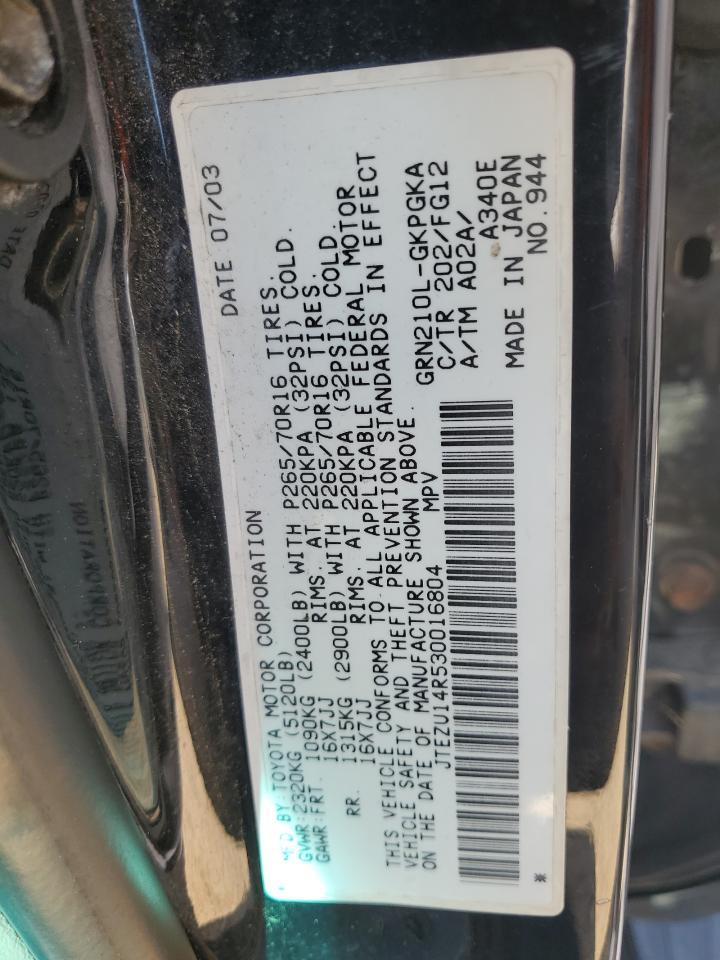 DATE 07/03
MFD BY:TOYOTA MOTOR CORPORATION
GVWR:2320KG (5120LB)
GAWR:FRT. 1090KG (2400LB) WITH P265/70R16 TIRES.
16X7JJ RIMS. AT 220KPA (32PSI) COLD.
RR. 1315KG (2900LB) WITH P265/70R16 TIRES.
16X7JJ RIMS. AT 220KPA (32PSI) COLD.
THIS VEHICLE CONFORMS TO ALL APPLICABLE FEDERAL MOTOR
VEHICLE SAFETY AND THEFT PREVENTION STANDARDS IN EFFECT
ON THE DATE OF MANUFACTURE SHOWN ABOVE.
JTEZU14R530016804 MPV
GRN210L-GKPGKA
C/TR 202/FG12
A/TM A02A/
A340E
MADE IN JAPAN
NO.944